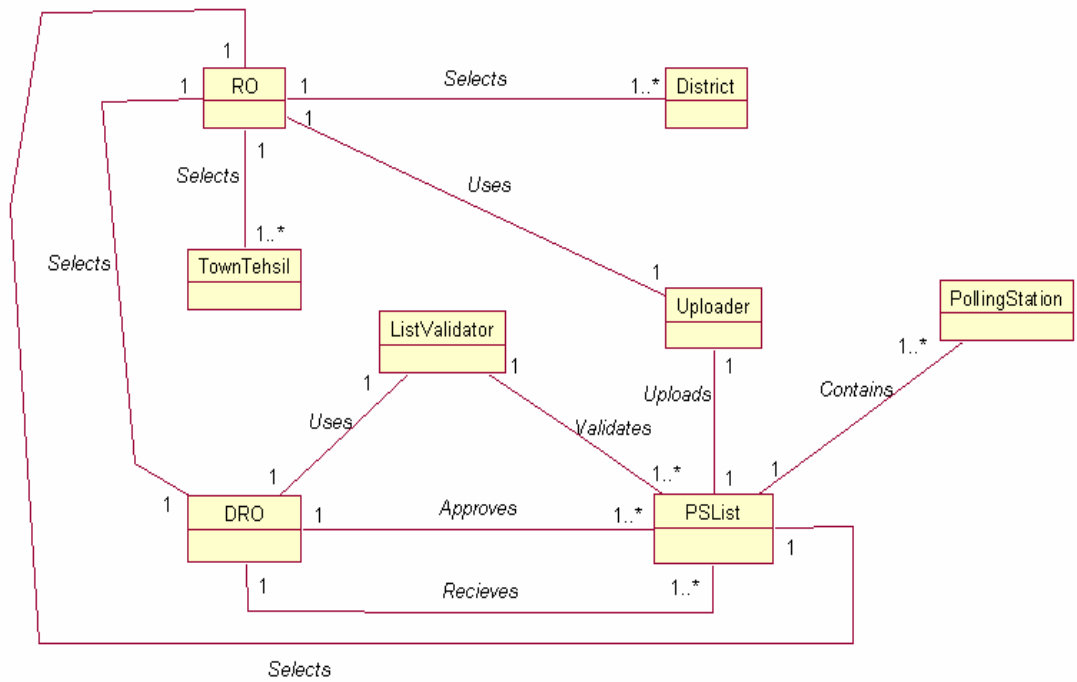 1
1 RO 1 Selects 1..* District
1
1
Selects
Uses
1..*
Selects TownTehsil 1
Uploader PollingStation
ListValidator
1..*
1 1 1
Uploads Contains
Uses Validates
1 1..* 1 1
1 DRO 1 Approves 1..* PSList
1
1 Recieves 1..*
Selects